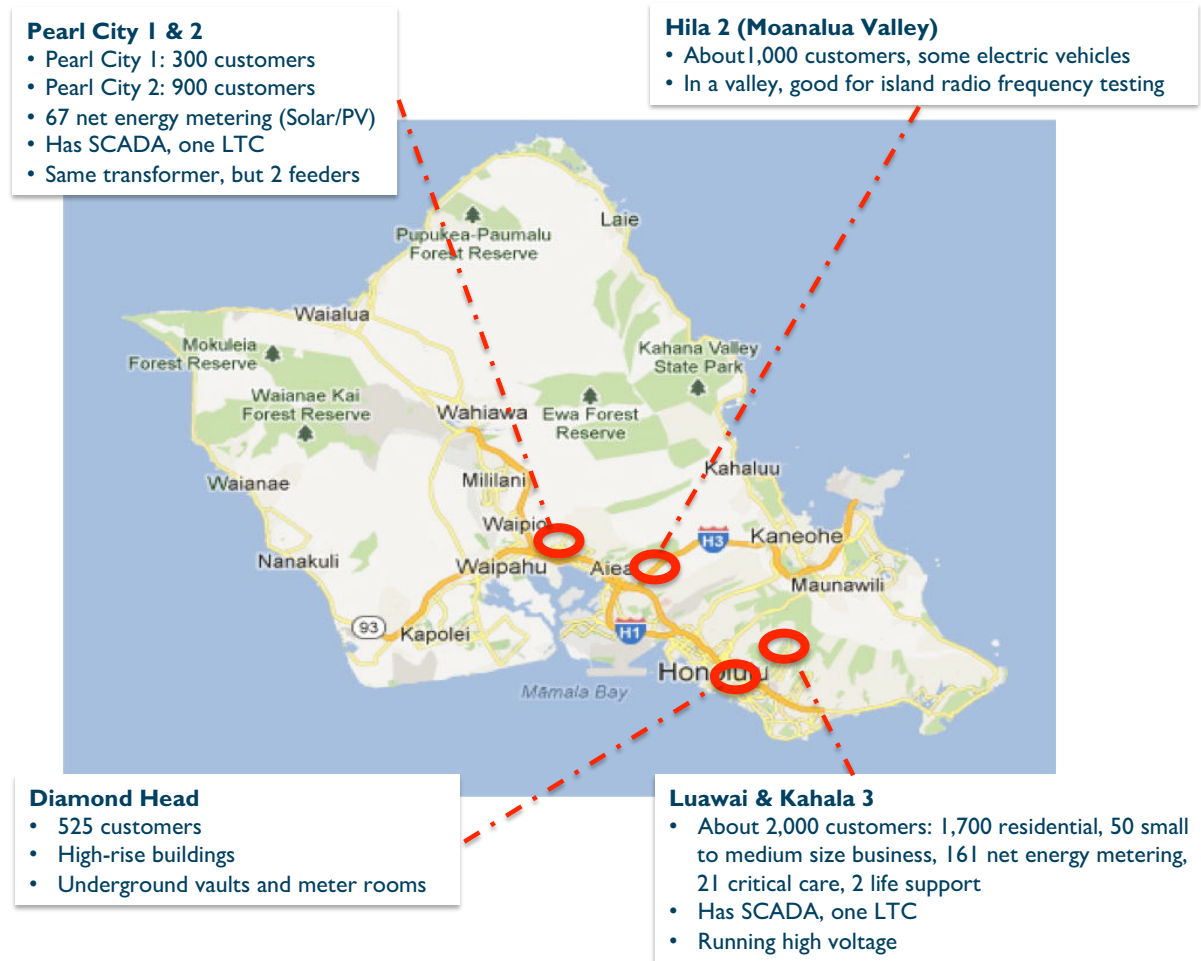 Pearl City 1 & 2
• Pearl City 1: 300 customers
• Pearl City 2: 900 customers
• 67 net energy metering (Solar/PV)
• Has SCADA, one LTC
• Same transformer, but 2 feeders
Hila 2 (Moanalua Valley)
• About1,000 customers, some electric vehicles
• In a valley, good for island radio frequency testing
Laie
Pupukea-Paumalu
Forest Reserve
Waialua
Mokuleia
Forest Reserve
Kahana Valley
State Park
Waianae Kai
Forest Reserve
Wahiawa
Ewa Forest
Reserve
Kahaluu
Waianae
Mililani
Waipio
H3
Kaneohe
Nanakuli
Waipahu
Aiea
Maunawili
93
Kapolei
H1
Honolulu
Māmala Bay
Diamond Head
• 525 customers
• High-rise buildings
• Underground vaults and meter rooms
Luawai & Kahala 3
• About 2,000 customers: 1,700 residential, 50 small
to medium size business, 161 net energy metering,
21 critical care, 2 life support
• Has SCADA, one LTC
• Running high voltage